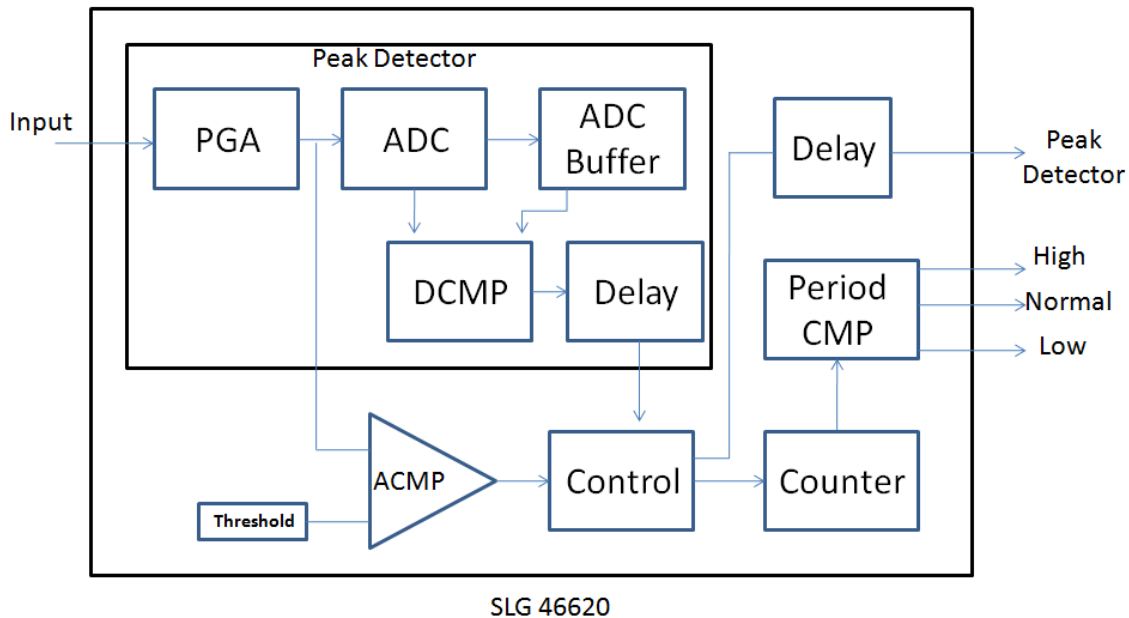 Peak Detector
Input
PGA
ADC
ADC
Buffer
Delay
Peak
Detector
DCMP
Delay
Period
CMP
High
Normal
Low
ACMP
Threshold
Control
Counter
SLG 46620